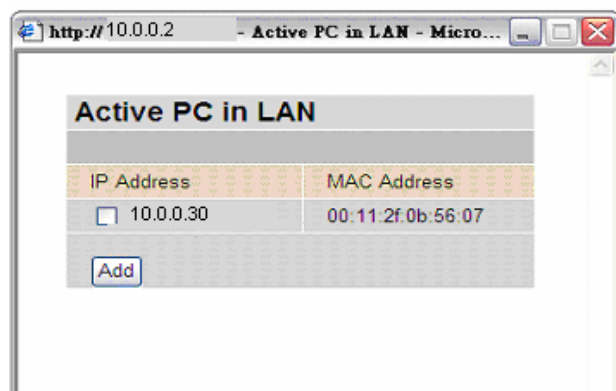 http://10.0.0.2 - Active PC in LAN - Micro...
Active PC in LAN
IP Address MAC Address
10.0.0.30 00:11:2f:0b:56:07
Add